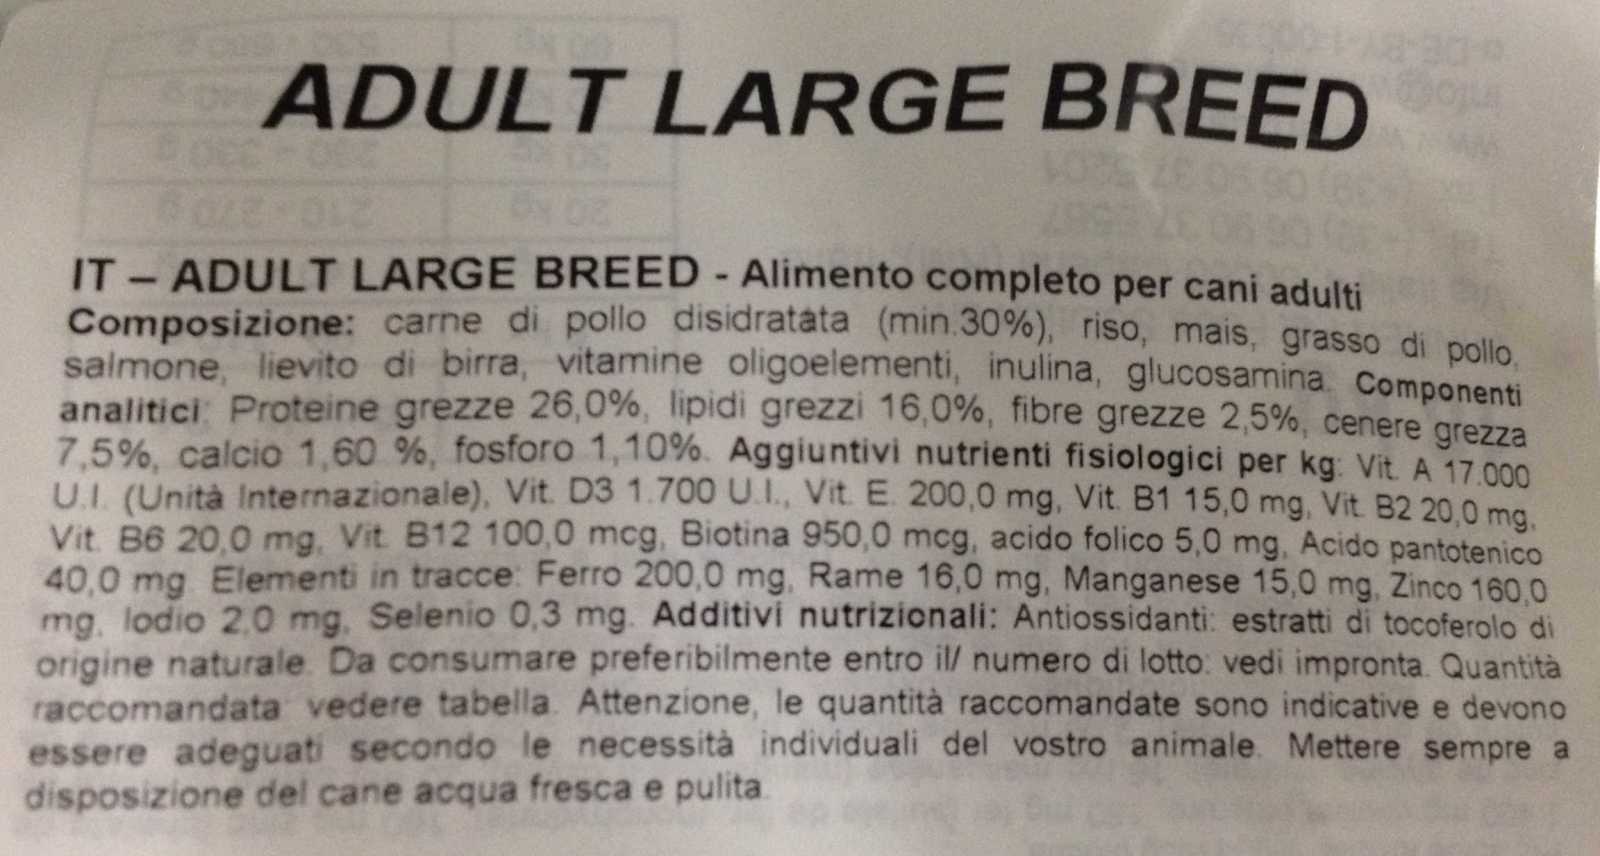 ADULT LARGE BREED
IT – ADULT LARGE BREED - Alimento completo per cani adulti
Composizione: carne di pollo disidratata (min.30%), riso, mais, grasso di pollo,
salmone, lievito di birra, vitamine oligoelementi, inulina, glucosamina. Componenti
analitici: Proteine grezze 26,0%, lipidi grezzi 16,0%, fibre grezze 2,5%, cenere grezza
7,5%, calcio 1,60 %, fosforo 1,10%. Aggiuntivi nutrienti fisiologici per kg: Vit. A 17.000
U.I. (Unità Internazionale), Vit. D3 1.700 U.I., Vit. E. 200,0 mg, Vit. B1 15,0 mg, Vit. B2 20,0 mg,
Vit. B6 20,0 mg, Vit. B12 100,0 mcg, Biotina 950,0 mcg, acido folico 5,0 mg, Acido pantotenico
40,0 mg. Elementi in tracce: Ferro 200,0 mg, Rame 16,0 mg, Manganese 15,0 mg, Zinco 160,0
mg, Iodio 2,0 mg, Selenio 0,3 mg. Additivi nutrizionali: Antiossidanti: estratti di tocoferolo di
origine naturale. Da consumare preferibilmente entro il/ numero di lotto: vedi impronta. Quantità
raccomandata vedere tabella. Attenzione, le quantità raccomandate sono indicative e devono
essere adeguati secondo le necessità individuali del vostro animale. Mettere sempre a
disposizione del cane acqua fresca e pulita.